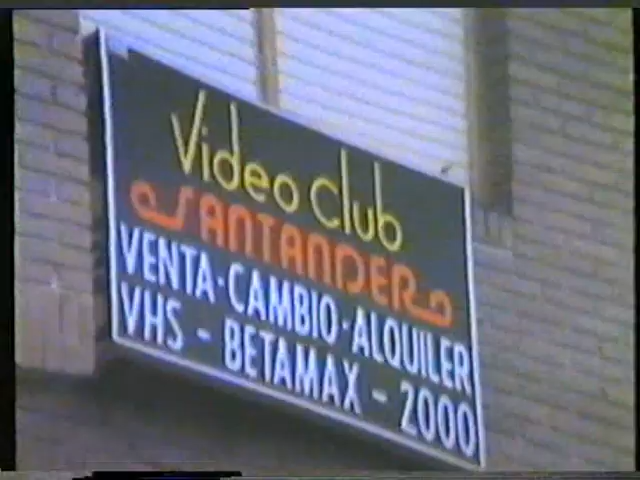 Video Club
SANTANDER
VENTA·CAMBIO·ALQUILER
VHS - BETAMAX - 2000